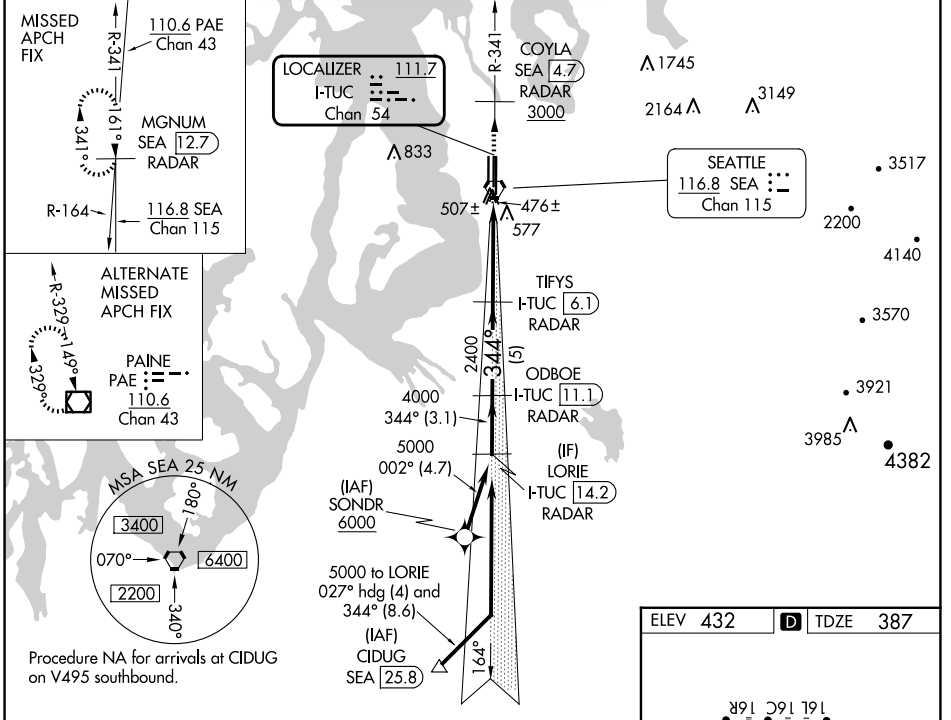 MISSED
APCH
FIX
110.6 PAE
Chan 43
R-341
341°
161°
MGNUM
SEA 12.7
RADAR
R-164
116.8 SEA
Chan 115
ALTERNATE
MISSED
APCH FIX
R-329
149°
329°
PAINE
PAE
110.6
Chan 43
LOCALIZER 111.7
I-TUC
Chan 54
R-341
COYLA
SEA 4.7
RADAR
3000
1745
2164
3149
833
SEATTLE
116.8 SEA
Chan 115
3517
2200
4140
507±
476±
577
TIFYS
I-TUC 6.1
RADAR
3570
2400
344°
(5)
ODBOE
I-TUC 11.1
RADAR
3921
3985
4382
4000
344° (3.1)
5000
002° (4.7)
(IF)
LORIE
I-TUC 14.2
RADAR
(IAF)
SONDR
6000
MSA SEA 25 NM
180°
3400
070°
6400
2200
340°
5000 to LORIE
027° hdg (4) and
344° (8.6)
(IAF)
CIDUG
SEA 25.8
164°
Procedure NA for arrivals at CIDUG
on V495 southbound.
ELEV 432 D TDZE 387
16R 16C 16L